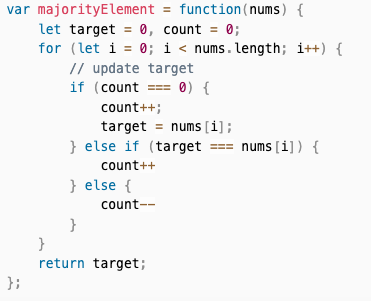 var majorityElement = function(nums) {
    let target = 0, count = 0;
    for (let i = 0; i < nums.length; i++) {
        // update target
        if (count === 0) {
            count++;
            target = nums[i];
        } else if (target === nums[i]) {
            count++
        } else {
            count--
        }
    }
    return target;
};